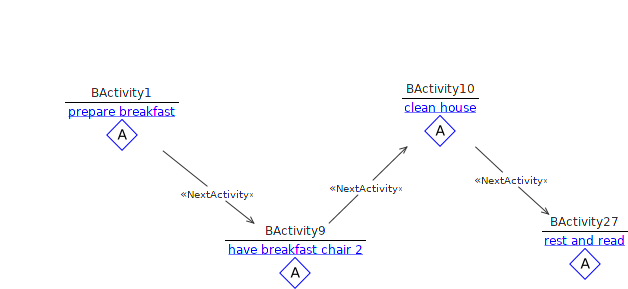 BActivity1
prepare breakfast
A
BActivity10
clean house
A
«NextActivity»
«NextActivity»
«NextActivity»
BActivity9
have breakfast chair 2
A
BActivity27
rest and read
A